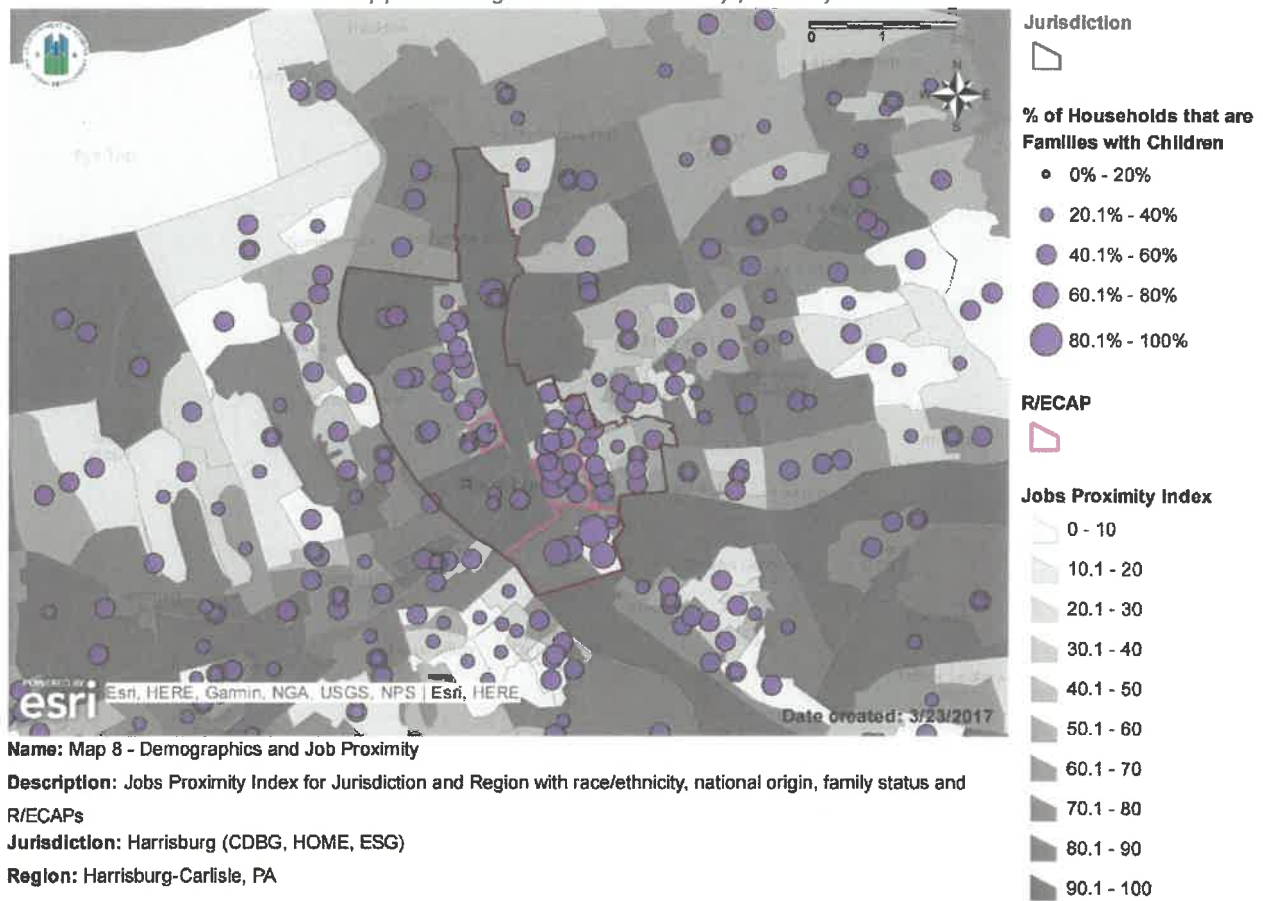 0 1
N
W E
S
POWERED BY
esri
Esri, HERE, Garmin, NGA, USGS, NPS | Esri, HERE,
Date created: 3/23/2017
Name: Map 8 - Demographics and Job Proximity
Description: Jobs Proximity Index for Jurisdiction and Region with race/ethnicity, national origin, family status and
R/ECAPs
Jurisdiction: Harrisburg (CDBG, HOME, ESG)
Region: Harrisburg-Carlisle, PA
Jurisdiction
% of Households that are
Families with Children
0% - 20%
20.1% - 40%
40.1% - 60%
60.1% - 80%
80.1% - 100%
R/ECAP
Jobs Proximity Index
0 - 10
10.1 - 20
20.1 - 30
30.1 - 40
40.1 - 50
50.1 - 60
60.1 - 70
70.1 - 80
80.1 - 90
90.1 - 100